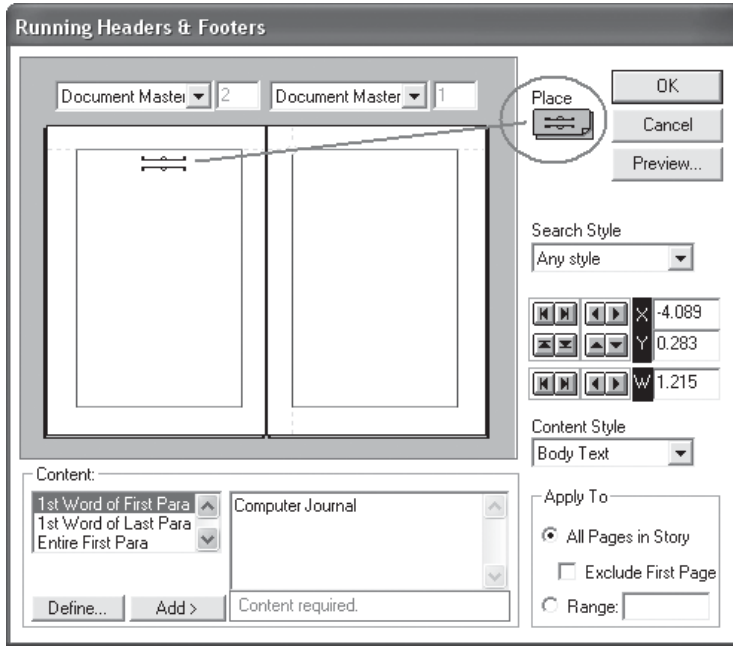 Running Headers & Footers
Document Master 2 Document Master 1
Place
OK
Cancel
Preview...
Search Style
Any style
X -4.089
Y 0.283
W 1.215
Content Style
Body Text
Content:
1st Word of First Para
1st Word of Last Para
Entire First Para
Computer Journal
Define... Add >
Content required.
Apply To
All Pages in Story
Exclude First Page
Range: